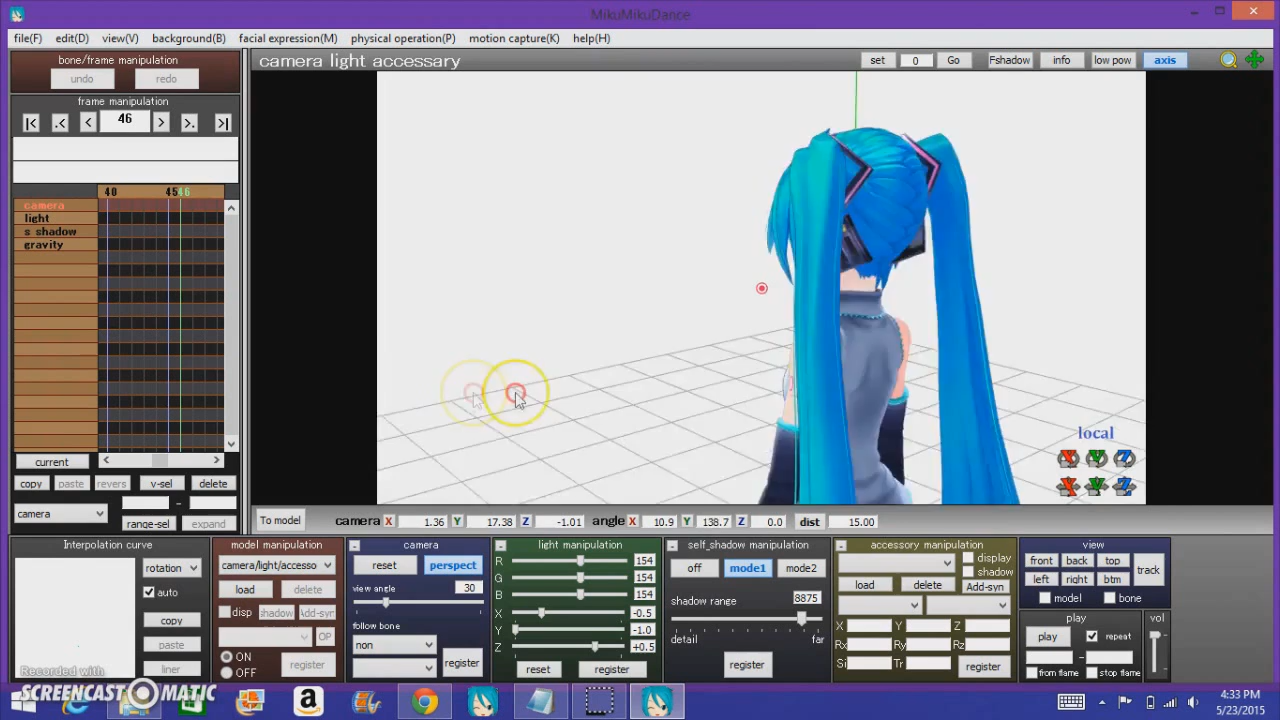 MikuMikuDance
file(F) edit(D) view(V) background(B) facial expression(M) physical operation(P) motion capture(K) help(H)
bone/frame manipulation
undo redo
camera light accessary
set 0 Go Fshadow info low pow axis
frame manipulation
|< .< < 46 > >. >|
40 45 46
camera
light
s shadow
gravity
local
X Y Z
X Y Z
current < >
copy paste revers v-sel delete
camera -
range-sel expand
To model camera X 1.36 Y 17.38 Z -1.01 angle X 10.9 Y 138.7 Z 0.0 dist 15.00
Interpolation curve
rotation
auto
copy
paste
liner
model manipulation
camera/light/accesso
load delete
disp shadow Add-syn
OP
ON
OFF
register
- camera
reset perspect
view angle 30
follow bone
non
register
- light manipulation
R 154
G 154
B 154
X -0.5
Y -1.0
Z +0.5
reset register
- self_shadow manipulation
off mode1 mode2
shadow range 8875
detail far
register
- accessory manipulation
display
shadow
load delete Add-syn
X Y Z
Rx Ry Rz
Si Tr register
view
front back top
left right btm
track
model bone
play
play repeat
-
from flame stop flame
vol
Recorded with
SCREENCAST MATIC
a
4:33 PM
5/23/2015